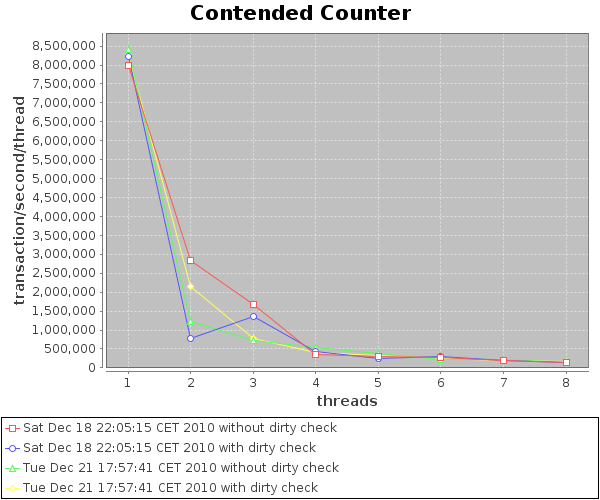 Contended Counter
transaction/second/thread
8,500,000
8,000,000
7,500,000
7,000,000
6,500,000
6,000,000
5,500,000
5,000,000
4,500,000
4,000,000
3,500,000
3,000,000
2,500,000
2,000,000
1,500,000
1,000,000
500,000
0
1 2 3 4 5 6 7 8
threads
Sat Dec 18 22:05:15 CET 2010 without dirty check
Sat Dec 18 22:05:15 CET 2010 with dirty check
Tue Dec 21 17:57:41 CET 2010 without dirty check
Tue Dec 21 17:57:41 CET 2010 with dirty check